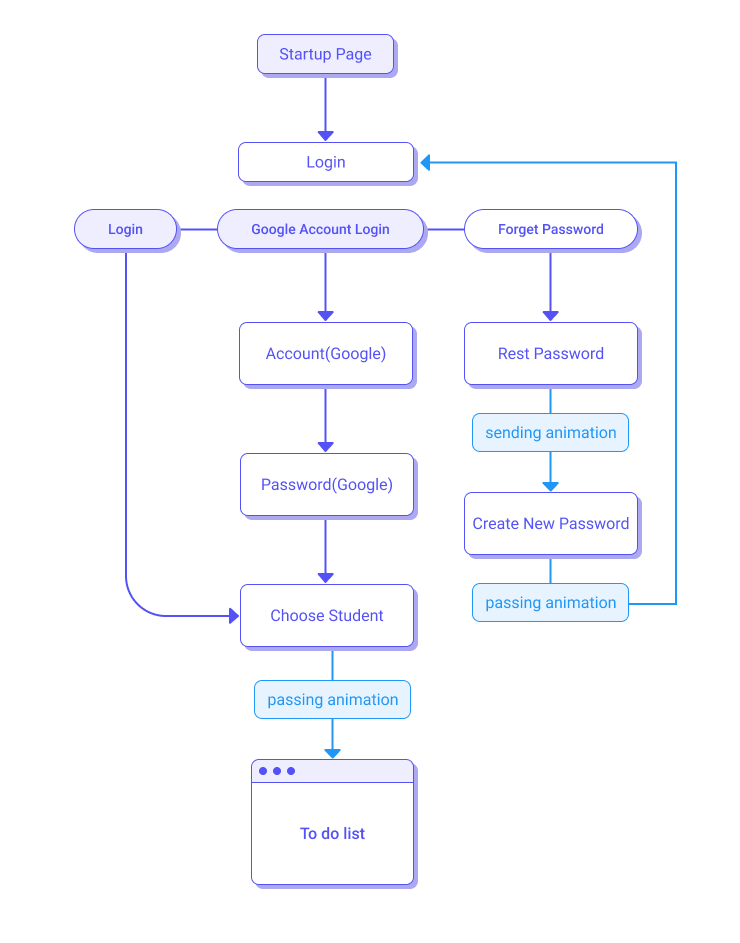 Startup Page
Login
Login
Google Account Login
Forget Password
Account(Google)
Rest Password
sending animation
Password(Google)
Create New Password
passing animation
Choose Student
passing animation
To do list